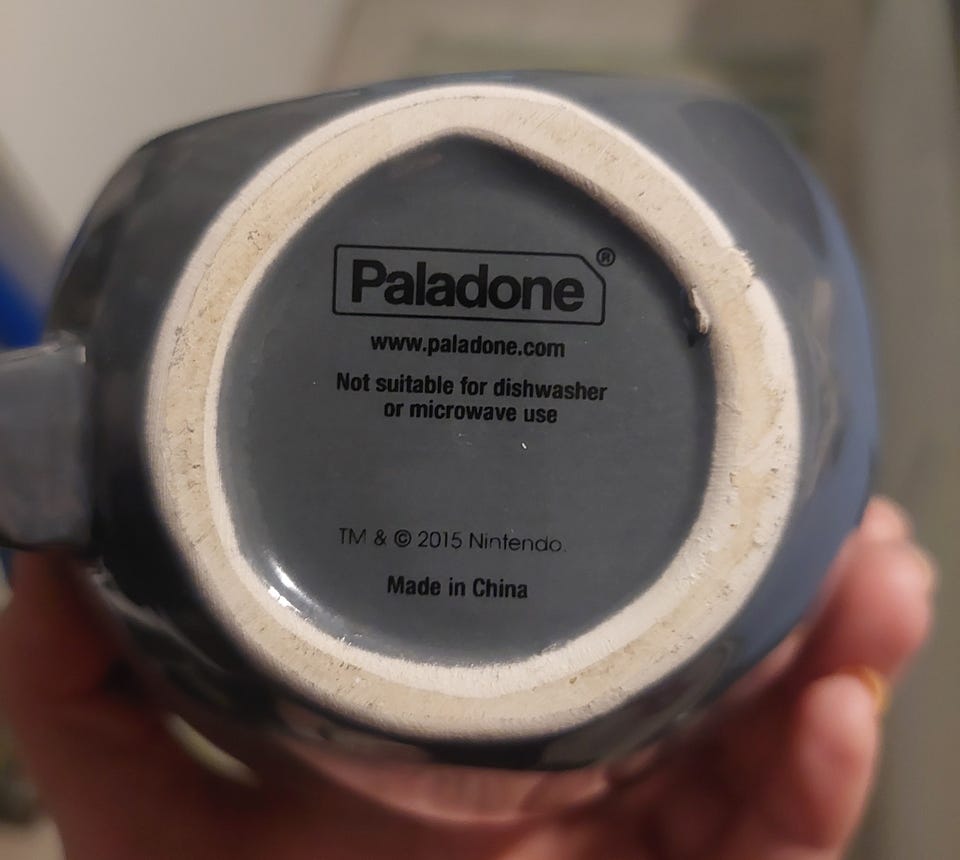 Paladone®
www.paladone.com
Not suitable for dishwasher
or microwave use
TM & © 2015 Nintendo.
Made in China